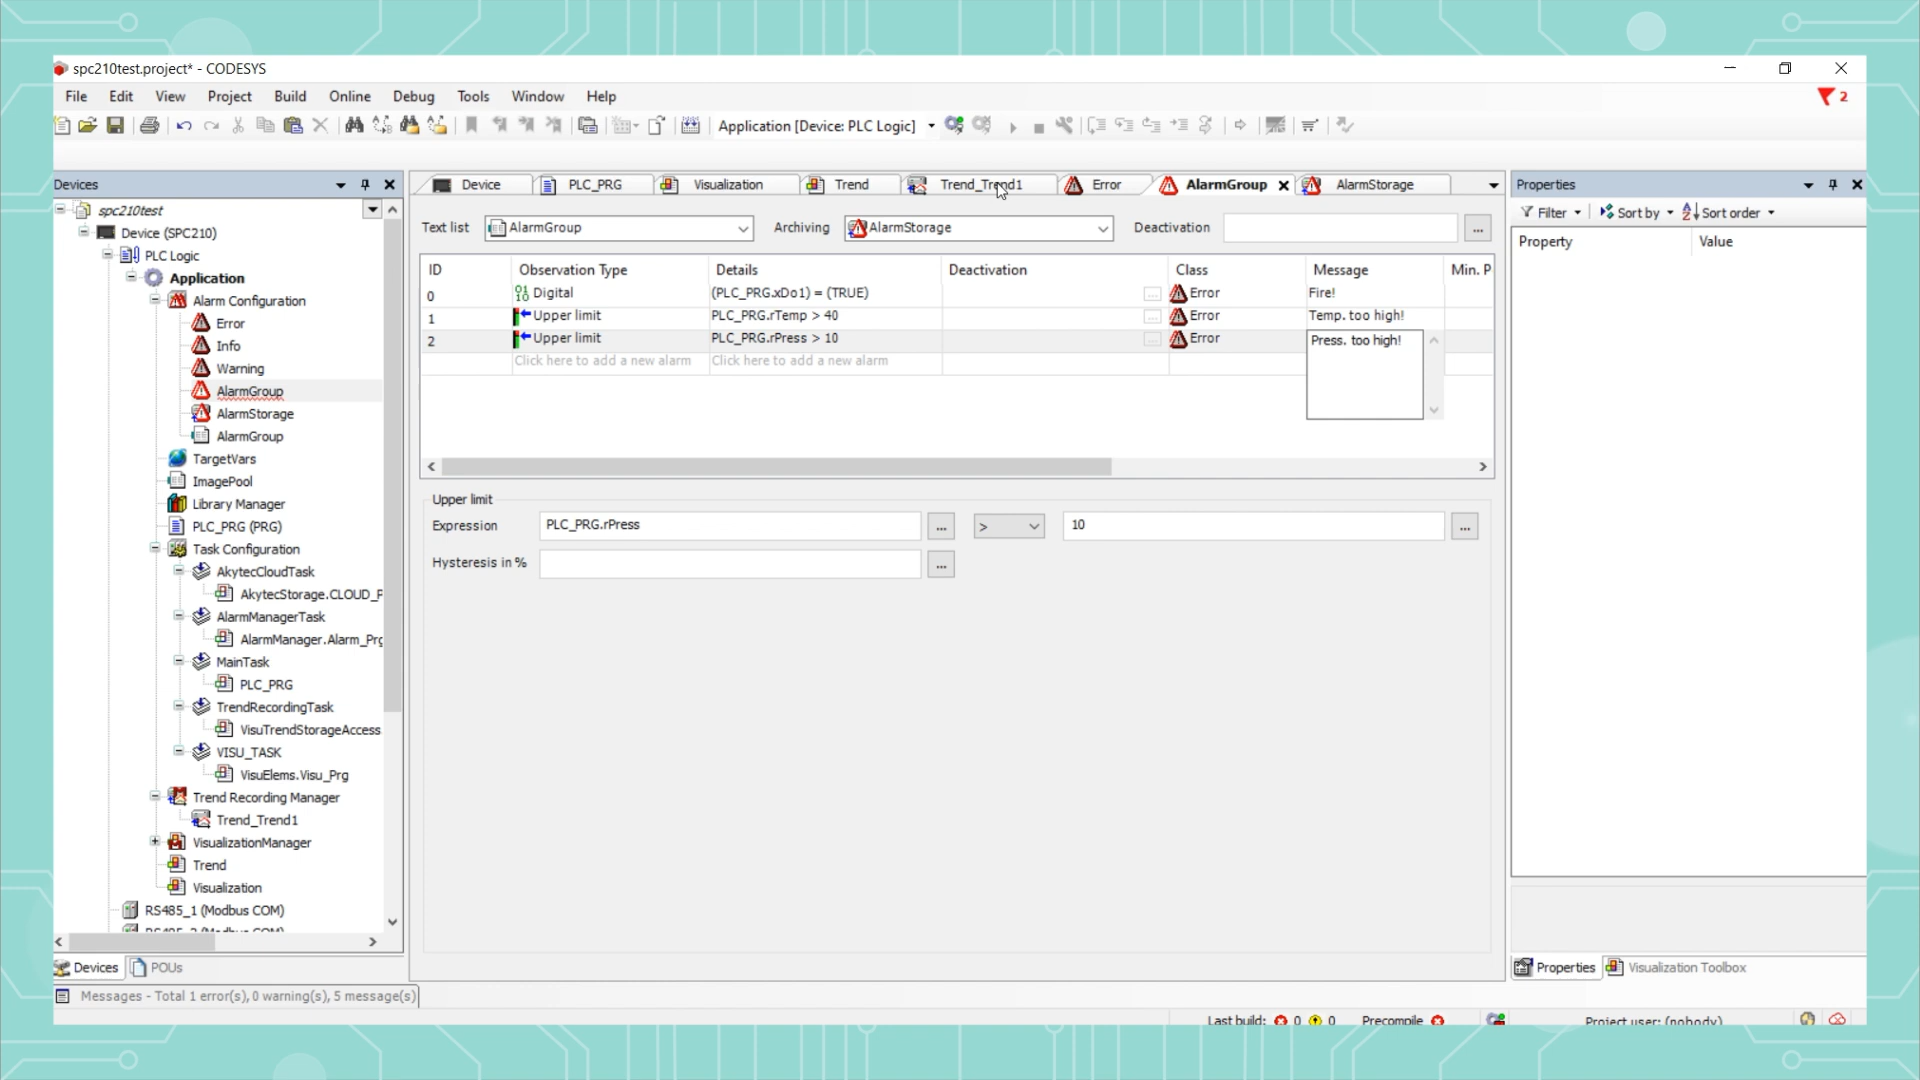 spc210test.project* - CODESYS
File Edit View Project Build Online Debug Tools Window Help
2
Application [Device: PLC Logic]
Devices
spc210test
Device (SPC210)
PLC Logic
Application
Alarm Configuration
Error
Info
Warning
AlarmGroup
AlarmStorage
AlarmGroup
TargetVars
ImagePool
Library Manager
PLC_PRG (PRG)
Task Configuration
AkytecCloudTask
AkytecStorage.CLOUD_P
AlarmManagerTask
AlarmManager.Alarm_Prg
MainTask
PLC_PRG
TrendRecordingTask
VisuTrendStorageAccess
VISU_TASK
VisuElems.Visu_Prg
Trend Recording Manager
Trend_Trend1
VisualizationManager
Trend
Visualization
RS485_1 (Modbus COM)
Devices POUs
Device PLC_PRG Visualization Trend Trend_Trend1 Error AlarmGroup AlarmStorage
Text list AlarmGroup Archiving AlarmStorage Deactivation ...
ID Observation Type Details Deactivation Class Message Min. P
0 Digital (PLC_PRG.xDo1) = (TRUE) ... Error Fire!
1 Upper limit PLC_PRG.rTemp > 40 ... Error Temp. too high!
2 Upper limit PLC_PRG.rPress > 10 ... Error Press. too high!
Click here to add a new alarm Click here to add a new alarm
Upper limit
Expression PLC_PRG.rPress ... > 10 ...
Hysteresis in % ...
Properties
Filter Sort by Sort order
Property Value
Properties Visualization Toolbox
Messages - Total 1 error(s), 0 warning(s), 5 message(s)
Last build: 0 0 Precompile Project user: (nobody)